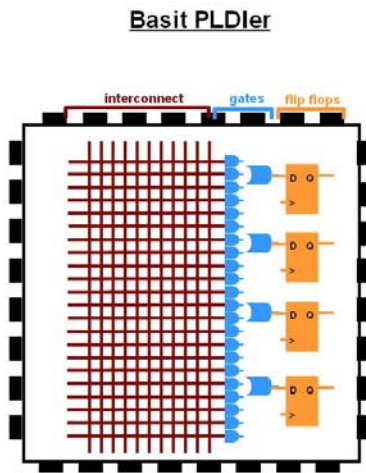 Basit PLDler
interconnect gates flip flops
D Q
>
D Q
>
D Q
>
D Q
>